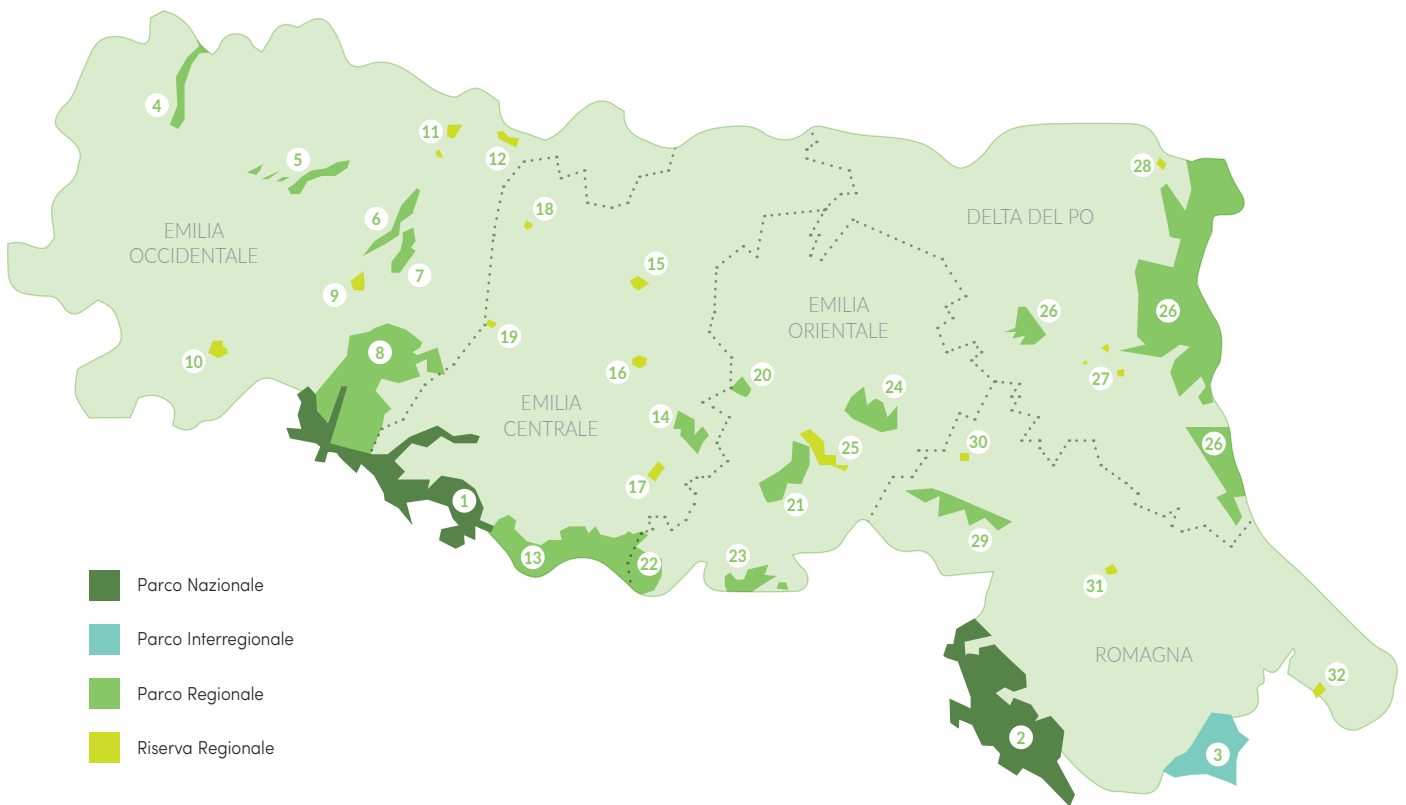 4
11
12
5
28
18
6
DELTA DEL PO
EMILIA
OCCIDENTALE
15
7
9
EMILIA
ORIENTALE
26
26
19
8
10
16
20
27
24
EMILIA
CENTRALE
14
25
30
26
17
1
21
29
13
22
23
31
Parco Nazionale
Parco Interregionale
ROMAGNA
32
Parco Regionale
2
3
Riserva Regionale